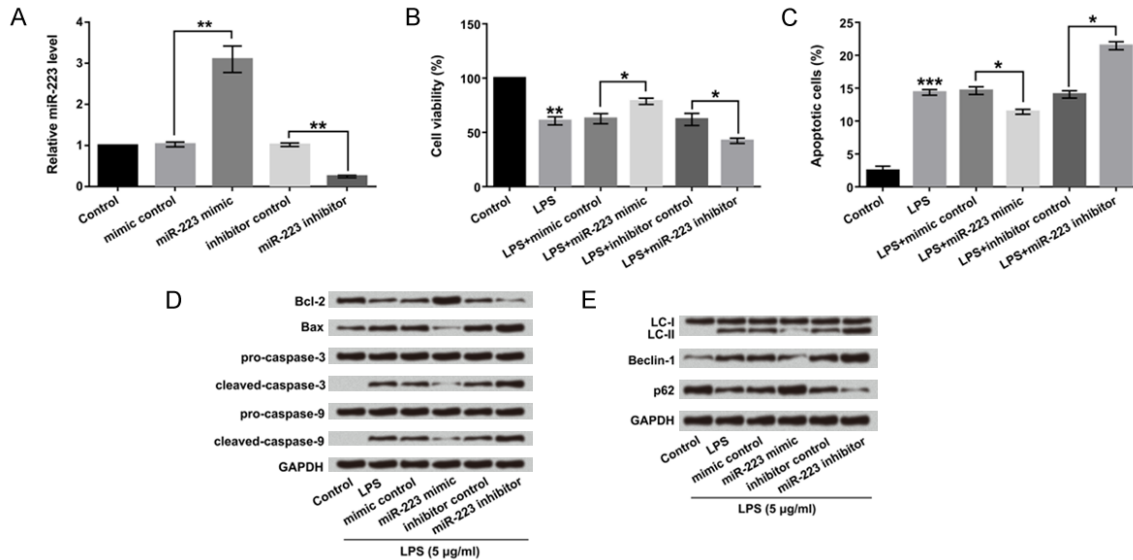 A
Relative miR-223 level
4
3
2
1
0
**
**
Control
mimic control
miR-223 mimic
inhibitor control
miR-223 inhibitor
B
Cell viability (%)
150
100
50
0
**
*
*
Control
LPS
LPS+mimic control
LPS+miR-223 mimic
LPS+inhibitor control
LPS+miR-223 inhibitor
C
Apoptotic cells (%)
25
20
15
10
5
0
***
*
*
Control
LPS
LPS+mimic control
LPS+miR-223 mimic
LPS+inhibitor control
LPS+miR-223 inhibitor
D
Bcl-2
Bax
pro-caspase-3
cleaved-caspase-3
pro-caspase-9
cleaved-caspase-9
GAPDH
Control
LPS
mimic control
miR-223 mimic
inhibitor control
miR-223 inhibitor
LPS (5 μg/ml)
E
LC-I
LC-II
Beclin-1
p62
GAPDH
Control
LPS
mimic control
miR-223 mimic
inhibitor control
miR-223 inhibitor
LPS (5 μg/ml)